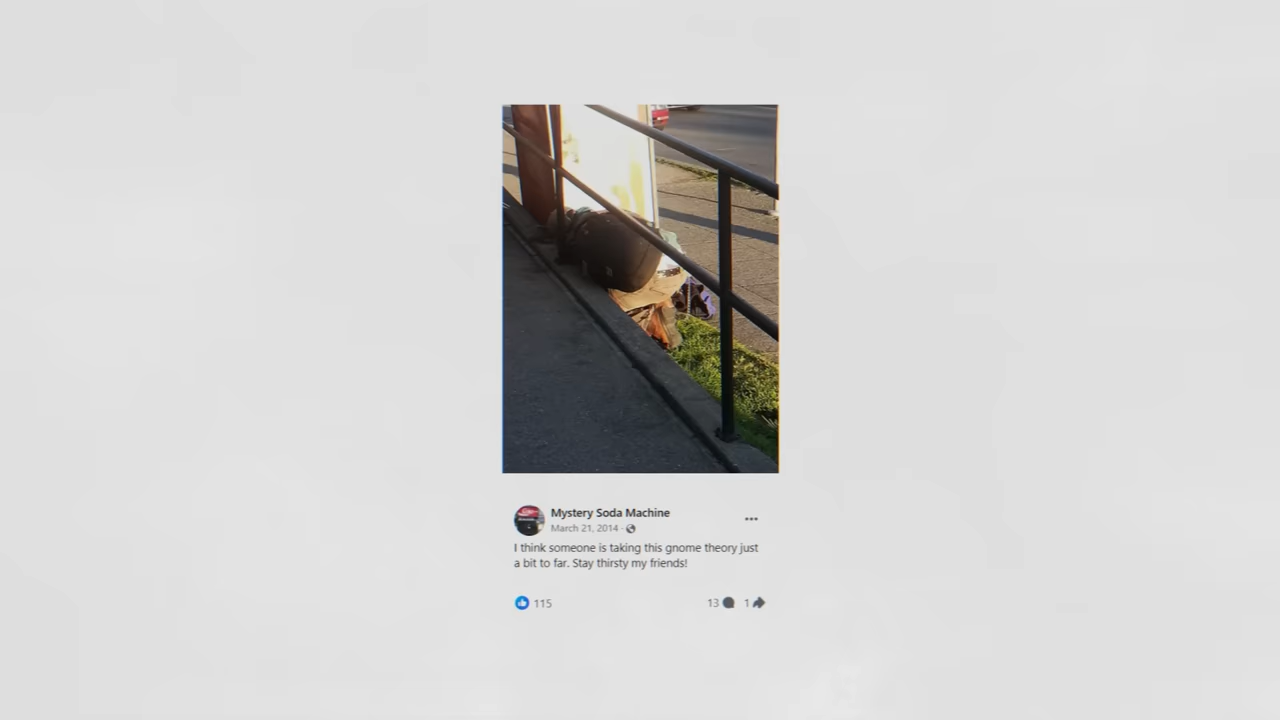 Mystery Soda Machine
March 21, 2014 ·
I think someone is taking this gnome theory just
a bit to far. Stay thirsty my friends!
115
13
1